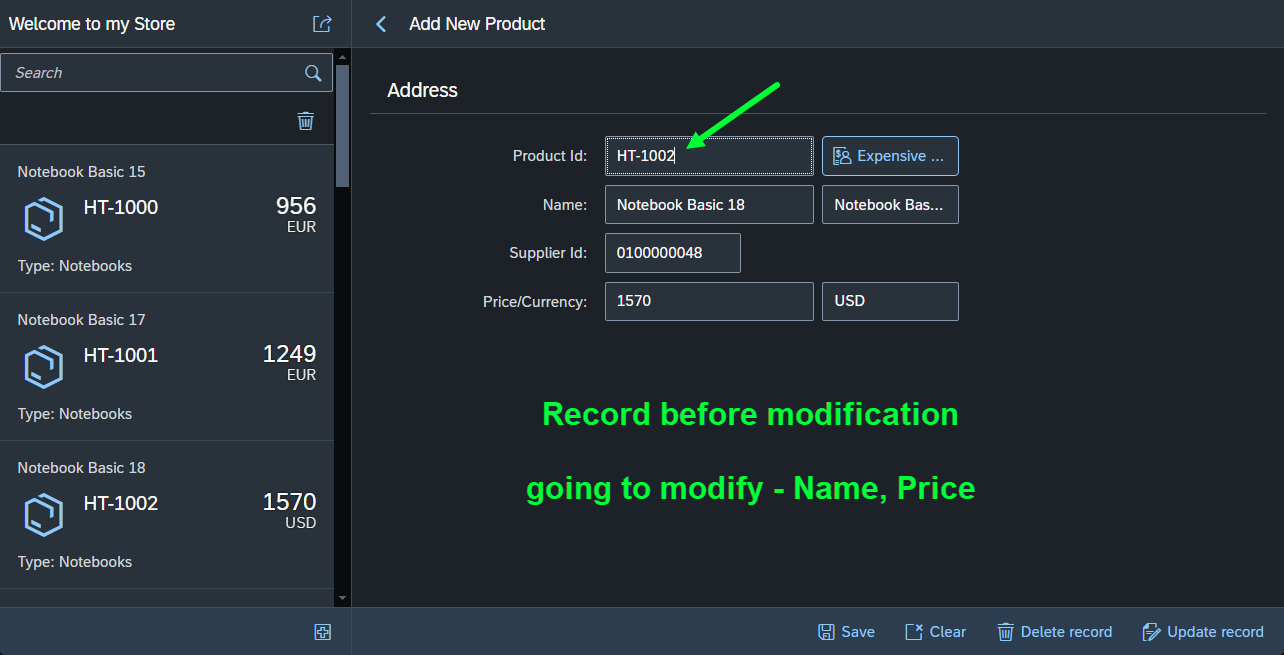 Welcome to my Store
Add New Product
Search
Notebook Basic 15
HT-1000
956
EUR
Type: Notebooks
Notebook Basic 17
HT-1001
1249
EUR
Type: Notebooks
Notebook Basic 18
HT-1002
1570
USD
Type: Notebooks
Address
Product Id: HT-1002 Expensive ...
Name: Notebook Basic 18 Notebook Bas...
Supplier Id: 0100000048
Price/Currency: 1570 USD
Record before modification
going to modify - Name, Price
Save Clear Delete record Update record